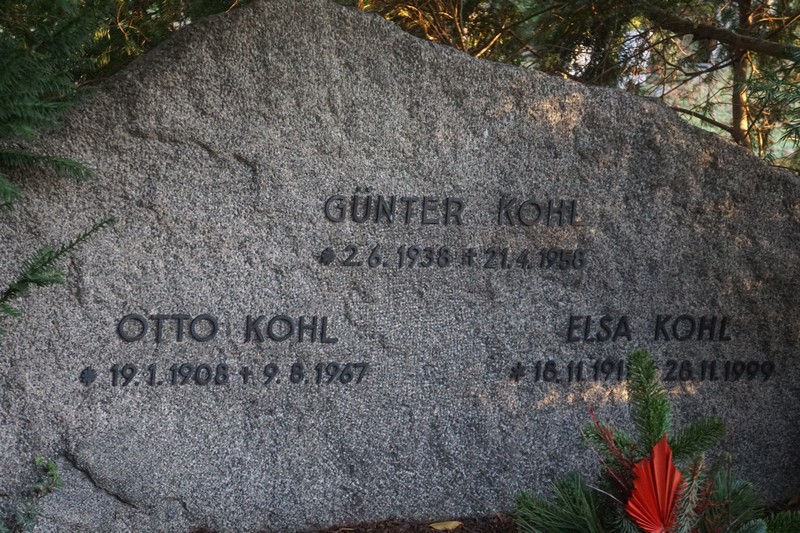 GÜNTER KOHL
* 2.6.1938 + 21.4.1958
OTTO KOHL
* 19.1.1908 + 9.8.1967
ELSA KOHL
* 18.11. 28.11.1999